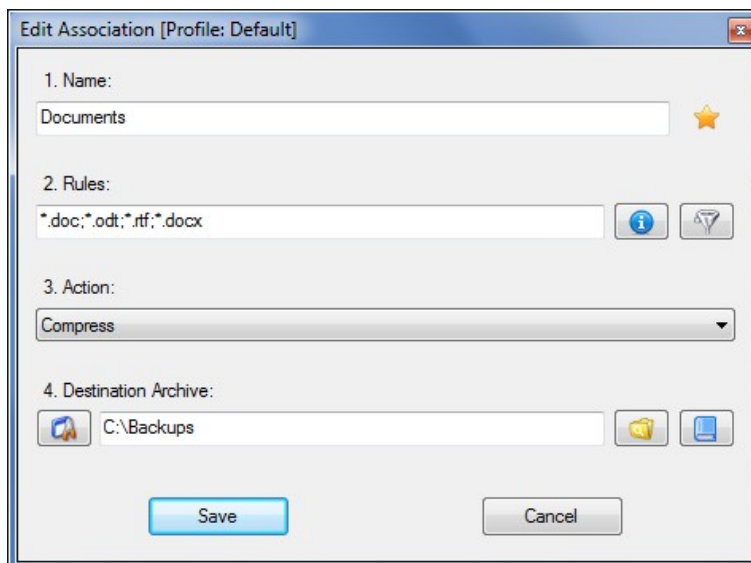 Edit Association [Profile: Default]
1. Name:
Documents
2. Rules:
*.doc;*.odt;*.rtf;*.docx
3. Action:
Compress
4. Destination Archive:
C:\Backups
Save Cancel